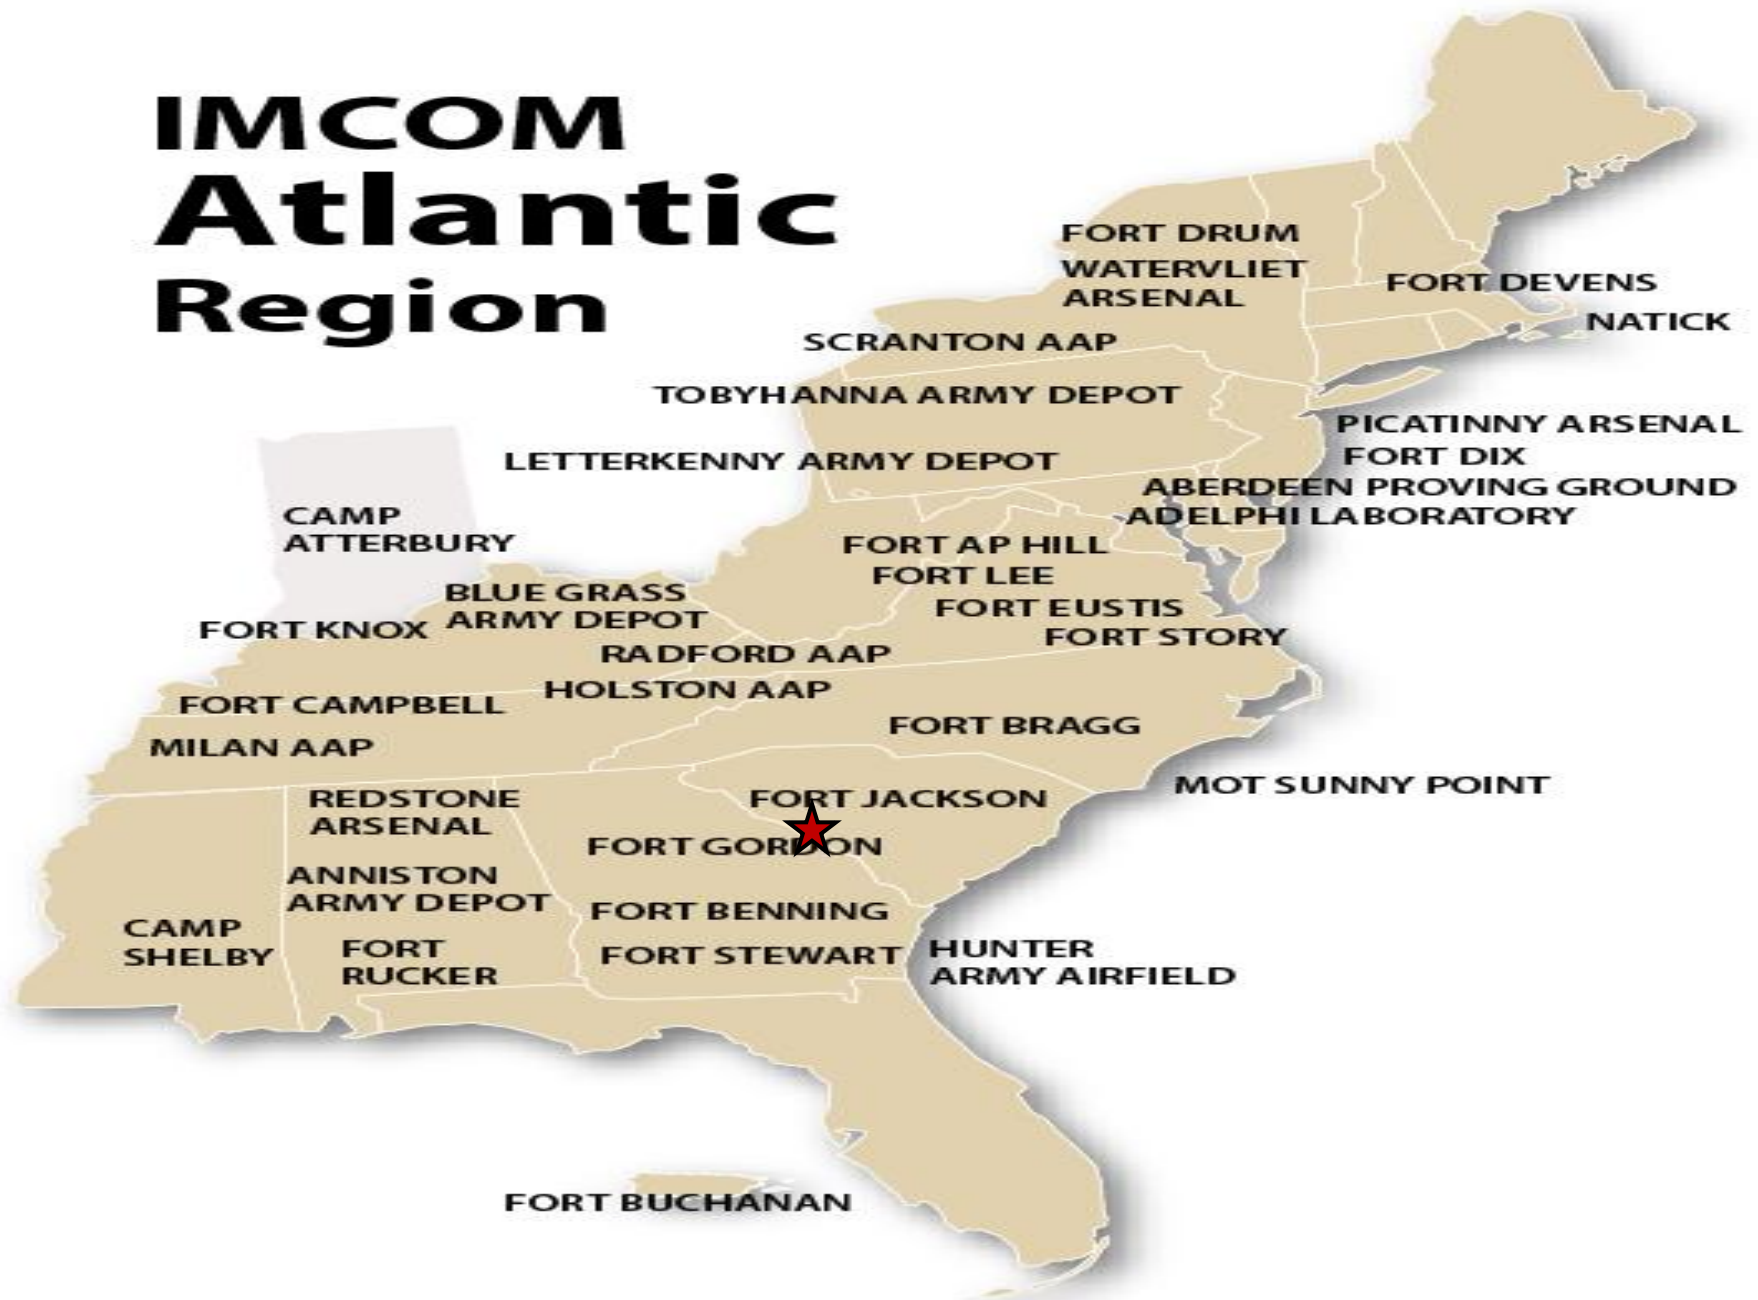 IMCOM
Atlantic
Region
FORT DRUM
WATERVLIET
ARSENAL
FORT DEVENS
NATICK
SCRANTON AAP
TOBYHANNA ARMY DEPOT
PICATINNY ARSENAL
LETTERKENNY ARMY DEPOT
FORT DIX
ABERDEEN PROVING GROUND
ADELPHI LABORATORY
CAMP
ATTERBURY
FORT AP HILL
FORT LEE
BLUE GRASS
ARMY DEPOT
FORT EUSTIS
FORT KNOX
FORT STORY
RADFORD AAP
HOLSTON AAP
FORT CAMPBELL
FORT BRAGG
MILAN AAP
MOT SUNNY POINT
REDSTONE
ARSENAL
FORT JACKSON
FORT GORDON
ANNISTON
ARMY DEPOT
FORT BENNING
CAMP
SHELBY
FORT
RUCKER
FORT STEWART
HUNTER
ARMY AIRFIELD
FORT BUCHANAN